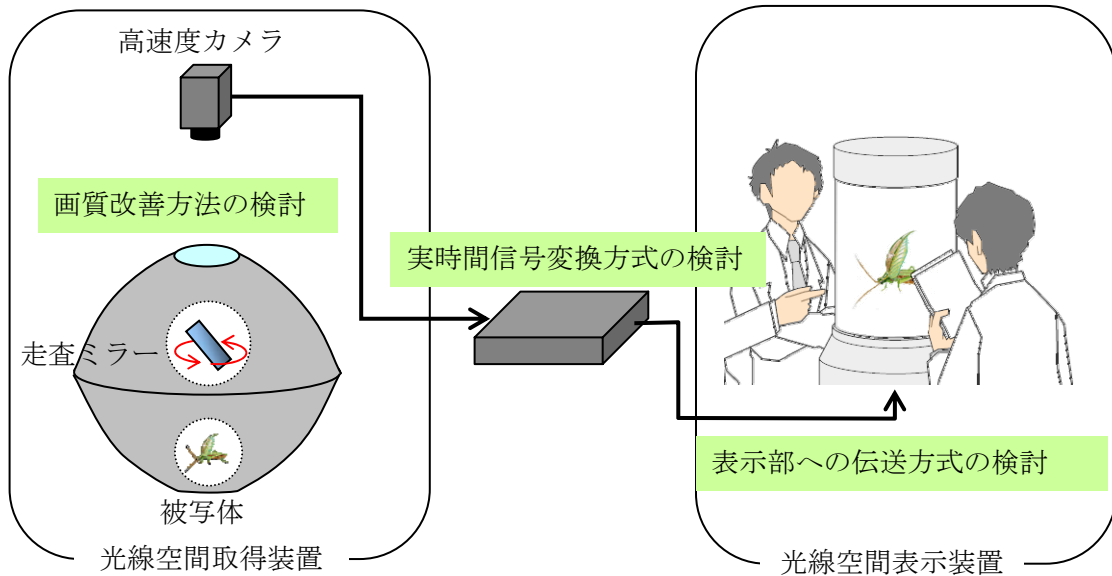 高速度カメラ
画質改善方法の検討
実時間信号変換方式の検討
走査ミラー
表示部への伝送方式の検討
被写体
光線空間取得装置
光線空間表示装置